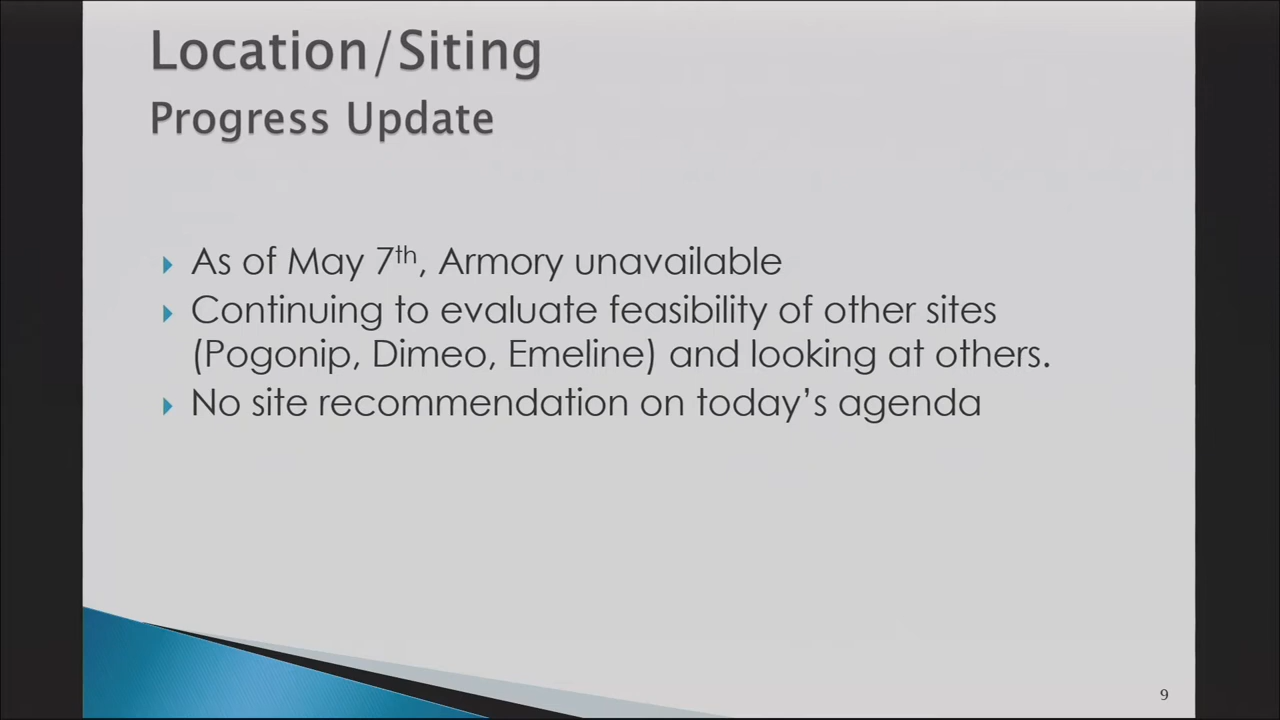 Location/Siting
Progress Update
As of May 7th, Armory unavailable
Continuing to evaluate feasibility of other sites
(Pogonip, Dimeo, Emeline) and looking at others.
No site recommendation on today’s agenda
9